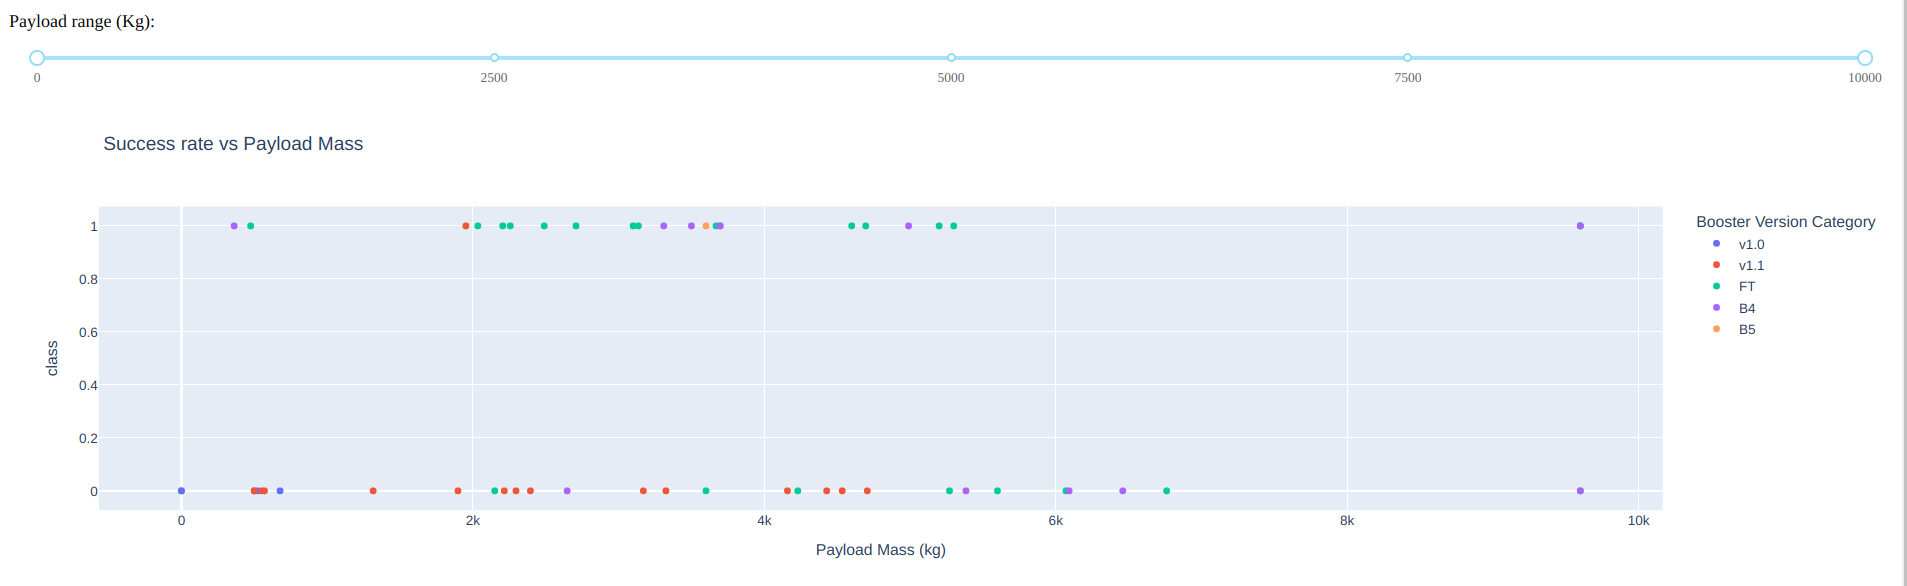 Payload range (Kg):
0 2500 5000 7500 10000
Success rate vs Payload Mass
Booster Version Category
v1.0
v1.1
FT
B4
B5
1
0.8
0.6
0.4
0.2
0
class
0 2k 4k 6k 8k 10k
Payload Mass (kg)